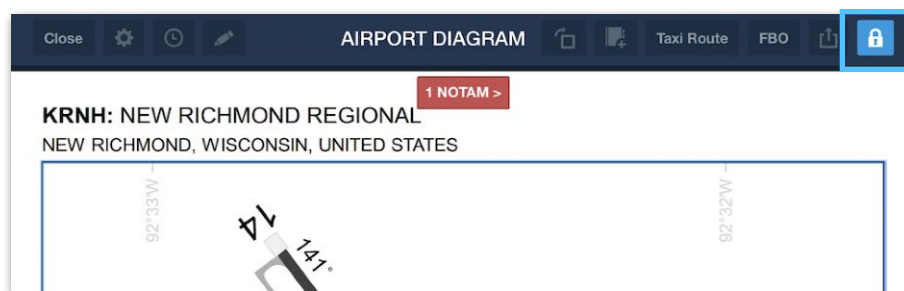 Close AIRPORT DIAGRAM Taxi Route FBO
1 NOTAM >
KRNH: NEW RICHMOND REGIONAL
NEW RICHMOND, WISCONSIN, UNITED STATES
92°33'W
92°32'W
14
141°